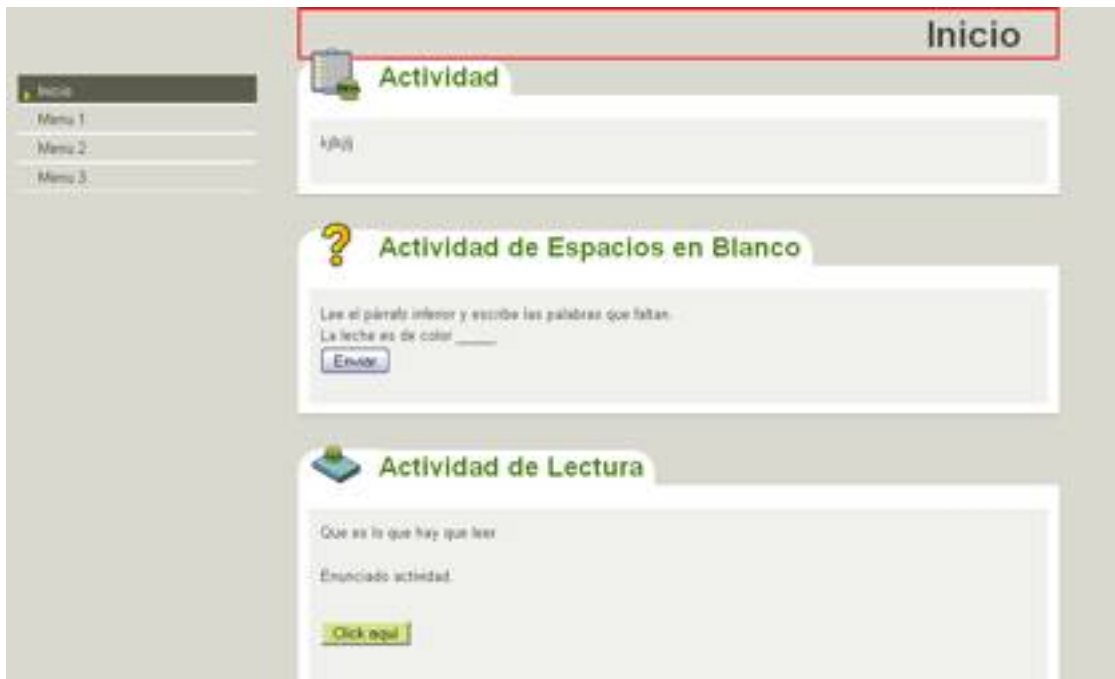 Inicio
Inicio
Menu 1
Menu 2
Menu 3
Actividad
Actividad de Espacios en Blanco
Lee el párrafo inferior y escribe las palabras que faltan.
La leche es de color _____
Enviar
Actividad de Lectura
Que es lo que hay que leer
Enunciado actividad.
Click aquí